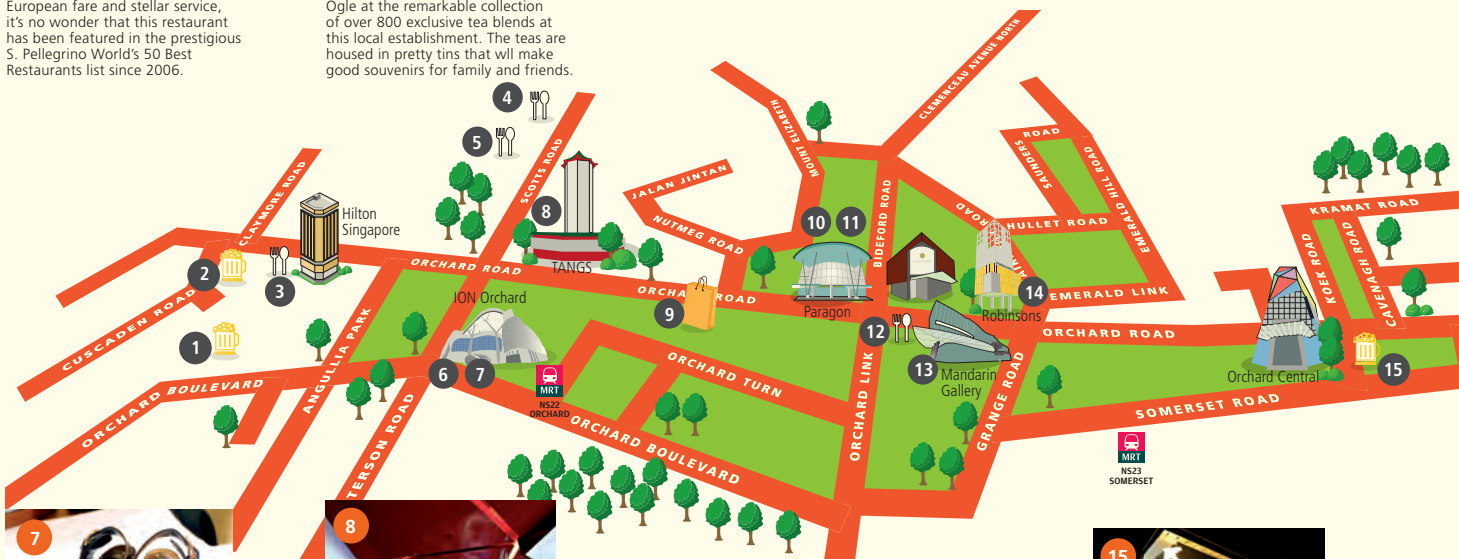 European fare and stellar service,
it's no wonder that this restaurant
has been featured in the prestigious
S. Pellegrino World's 50 Best
Restaurants list since 2006.
Ogle at the remarkable collection
of over 800 exclusive tea blends at
this local establishment. The teas are
housed in pretty tins that wll make
good souvenirs for family and friends.
4
5
SCOTTS ROAD
MOUNT ELIZABETH
CLEMENCEAU AVENUE NORTH
SAUNDERS ROAD
EMERALD HILL ROAD
HULLET ROAD
CLAYMORE ROAD
Hilton
Singapore
8
TANGS
JALAN JINTAN
NUTMEG ROAD
10
11
BIDEFORD ROAD
ROAD
KRAMAT ROAD
KOEK ROAD
CAVENAGH ROAD
2
3
ORCHARD ROAD
ION Orchard
ORCHA ROAD
9
Paragon
14
Robinsons
EMERALD LINK
CUSCADEN ROAD
1
ANGULLIA PARK
6
7
MRT
NS22
ORCHARD
ORCHARD TURN
12
ORCHARD LINK
13
Mandarin
Gallery
ORCHARD ROAD
GRANGE ROAD
Orchard Central
15
ORCHARD BOULEVARD
TERSON ROAD
ORCHARD BOULEVARD
SOMERSET ROAD
MRT
NS23
SOMERSET
7
8
15